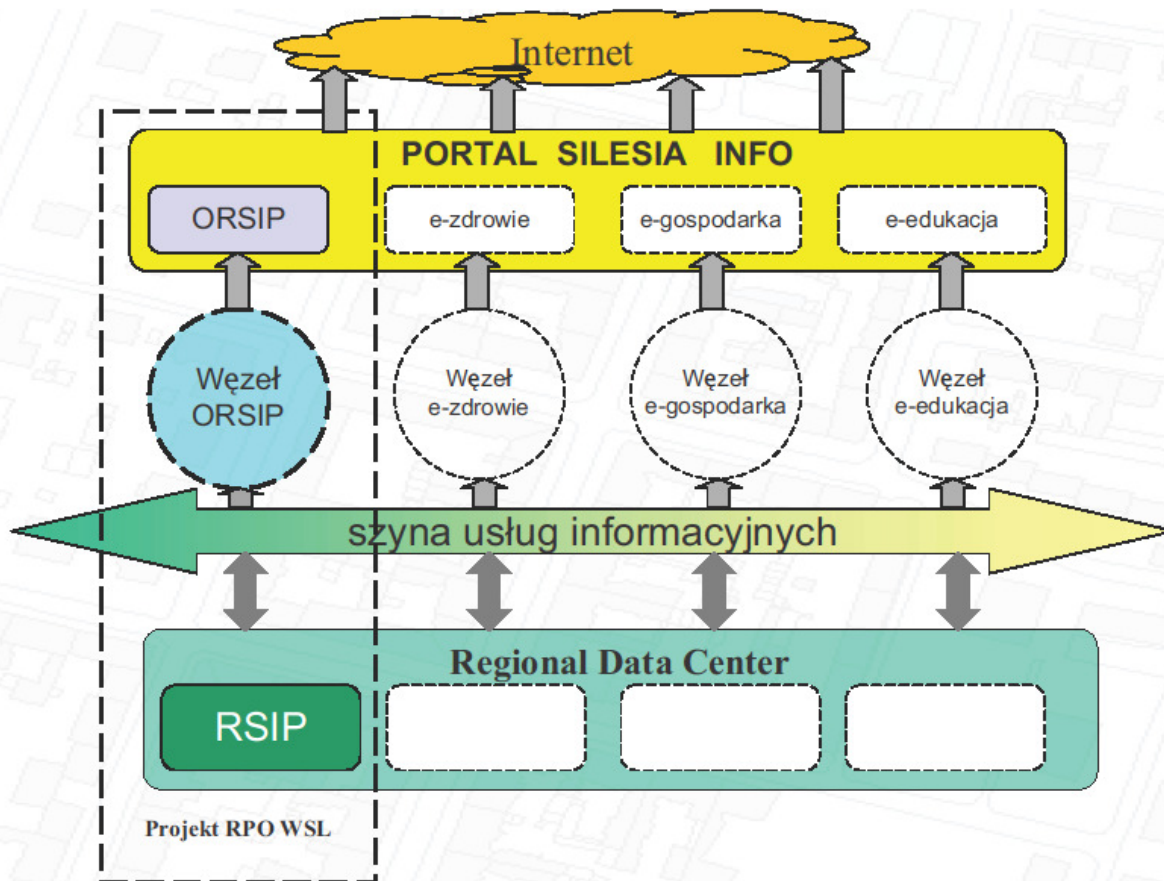 Internet
PORTAL SILESIA INFO
ORSIP
e-zdrowie
e-gospodarka
e-edukacja
Węzeł
ORSIP
Węzeł
e-zdrowie
Węzeł
e-gospodarka
Węzeł
e-edukacja
szyna usług informacyjnych
Regional Data Center
RSIP
Projekt RPO WSL